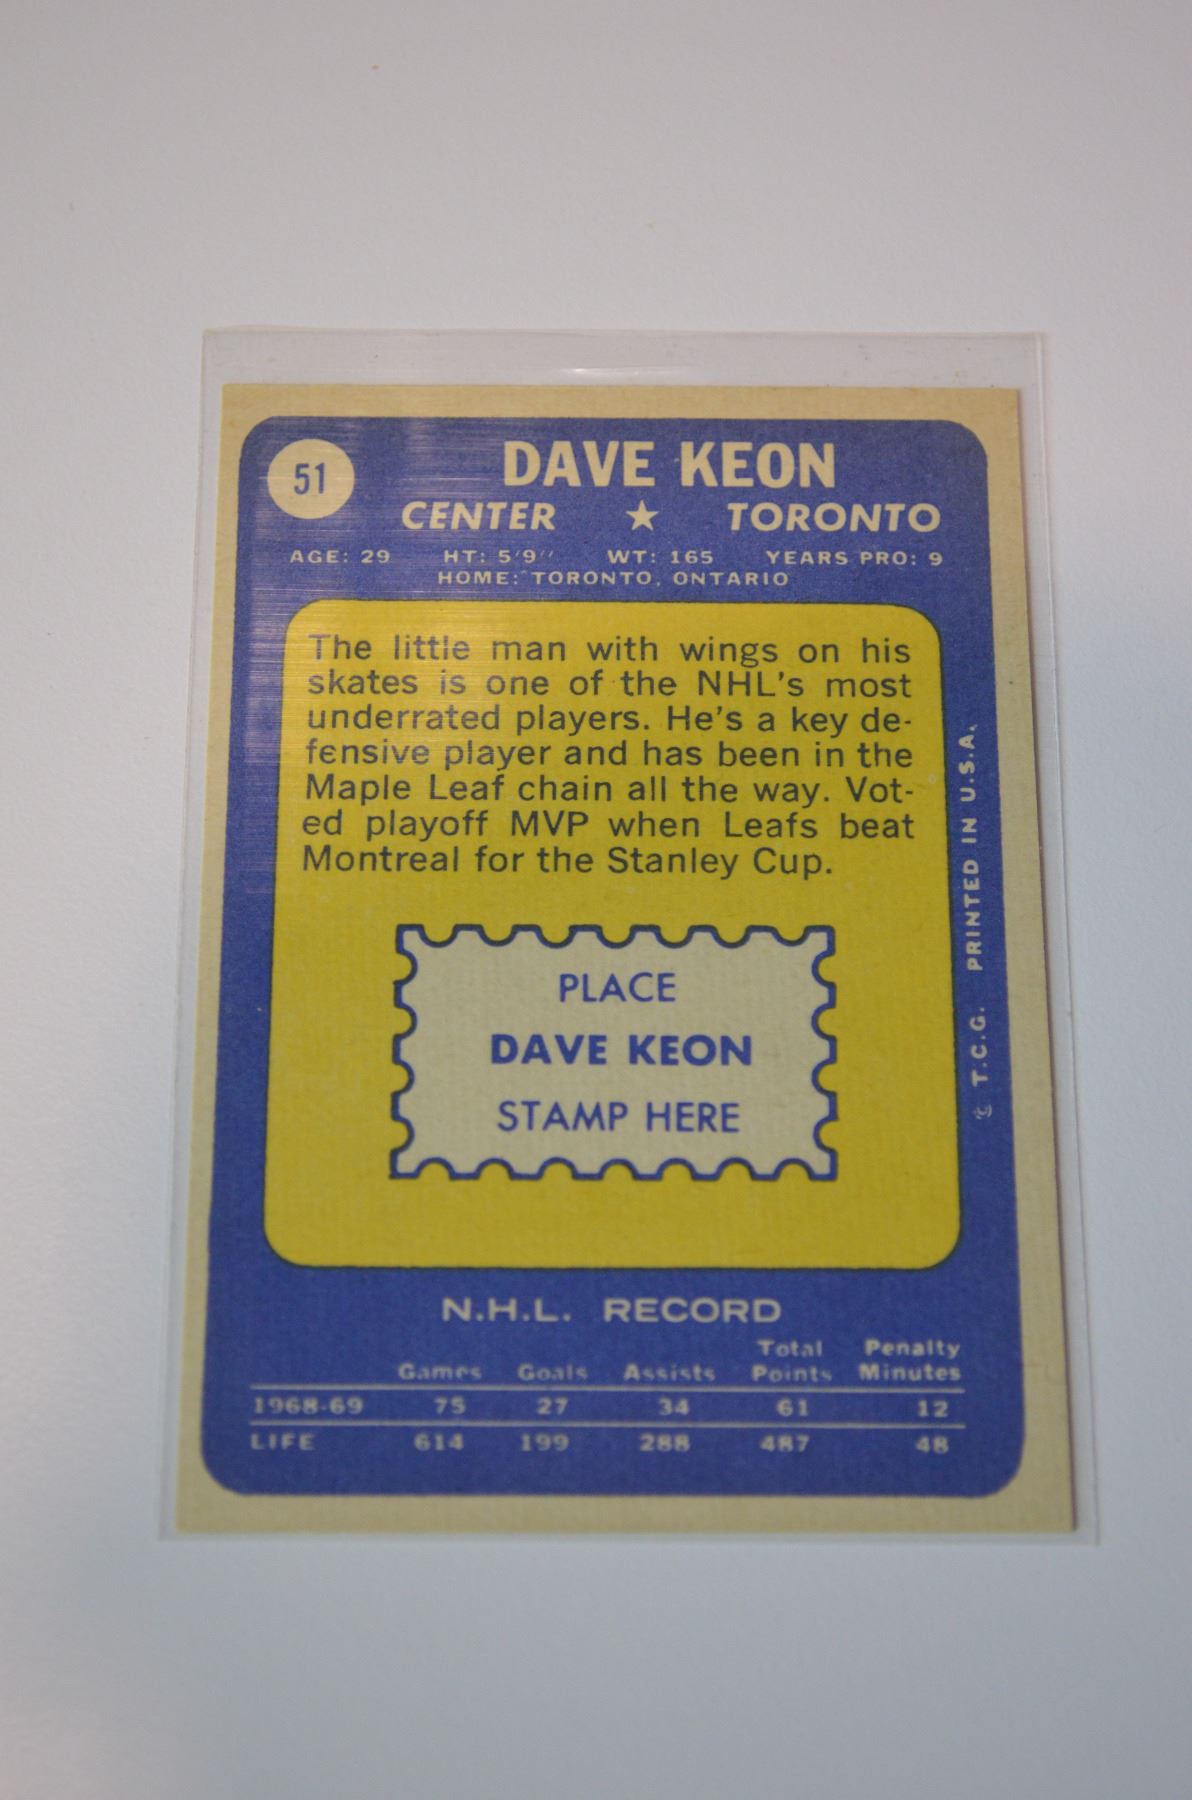 51
DAVE KEON
CENTER ★ TORONTO
AGE: 29 HT: 5'9'' WT: 165 YEARS PRO: 9
HOME: TORONTO, ONTARIO
The little man with wings on his
skates is one of the NHL's most
underrated players. He's a key de-
fensive player and has been in the
Maple Leaf chain all the way. Vot-
ed playoff MVP when Leafs beat
Montreal for the Stanley Cup.
PLACE
DAVE KEON
STAMP HERE
© T.C.G. PRINTED IN U.S.A.
N.H.L. RECORD
Games Goals Assists Total Points Penalty Minutes
1968-69 75 27 34 61 12
LIFE 614 199 288 487 48